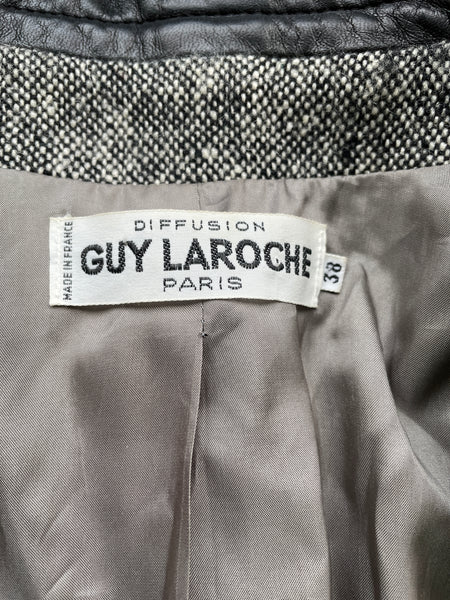 DIFFUSION
GUY LAROCHE
PARIS
MADE IN FRANCE
38